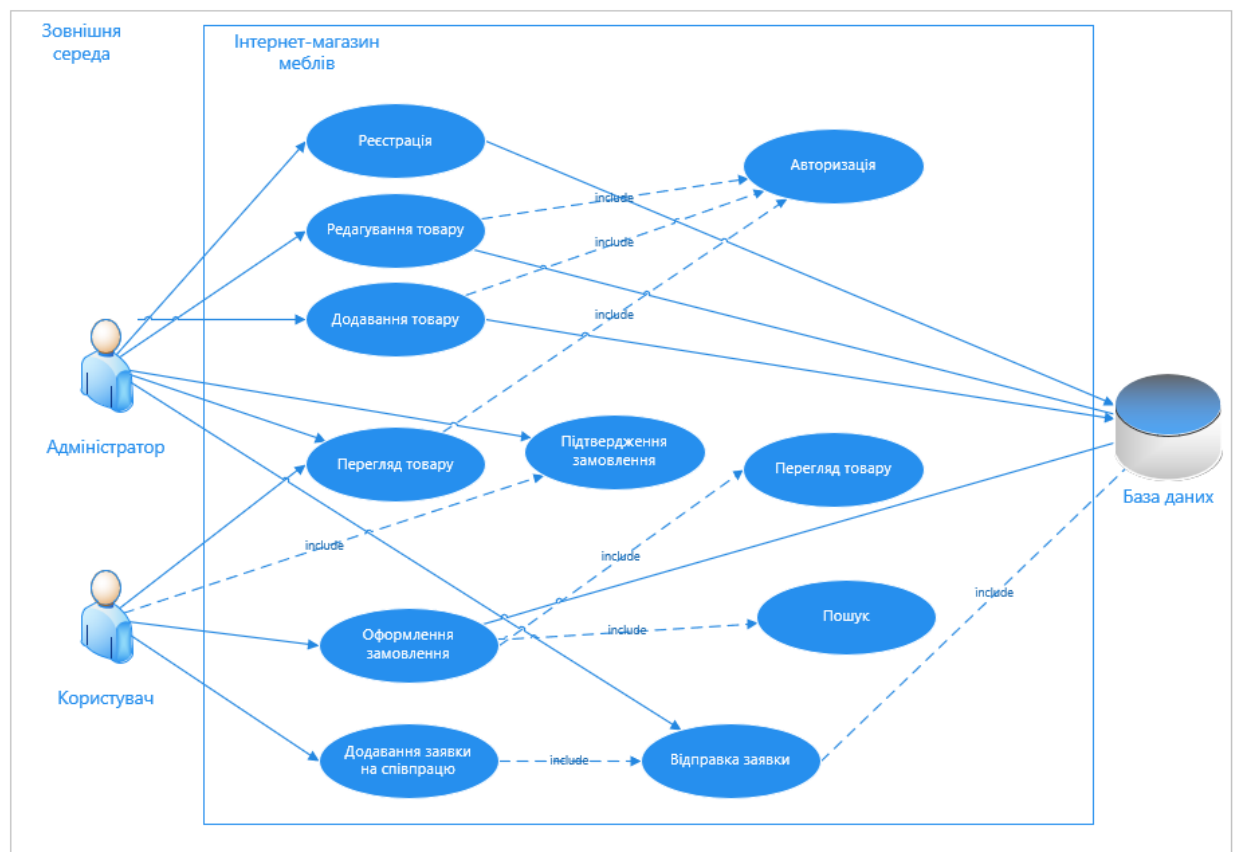 Зовнішня
середа
Інтернет-магазин
меблів
Реєстрація
Авторизація
include
Редагування товару
include
Додавання товару
include
Адміністратор
Перегляд товару
Підтвердження
замовлення
Перегляд товару
База даних
include
include
include
Користувач
Оформлення
замовлення
include
Пошук
Додавання заявки
на співпрацю
include
Відправка заявки